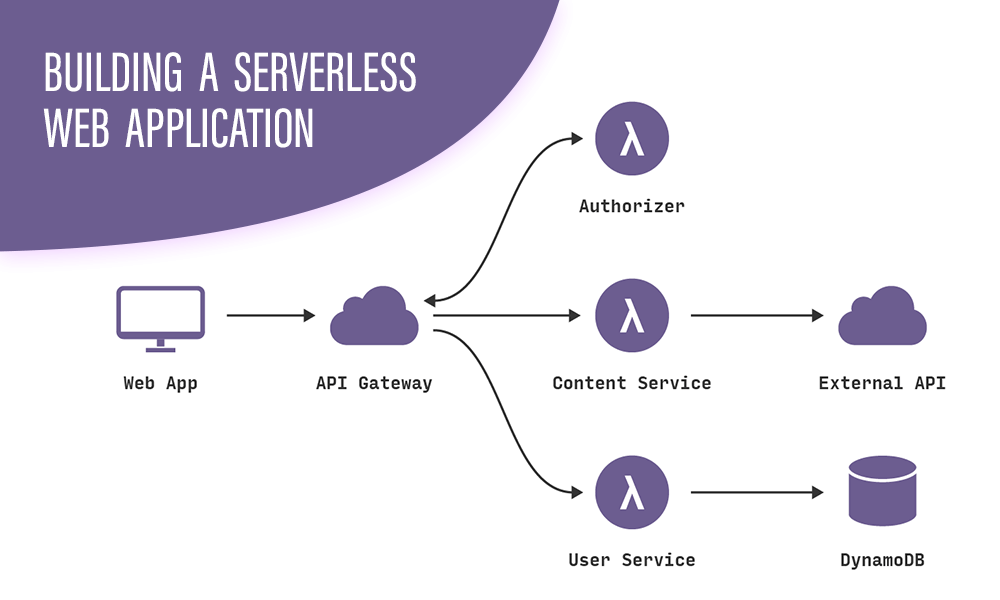 BUILDING A SERVERLESS
WEB APPLICATION
λ
Authorizer
λ
Web App
API Gateway
Content Service
External API
λ
User Service
DynamoDB